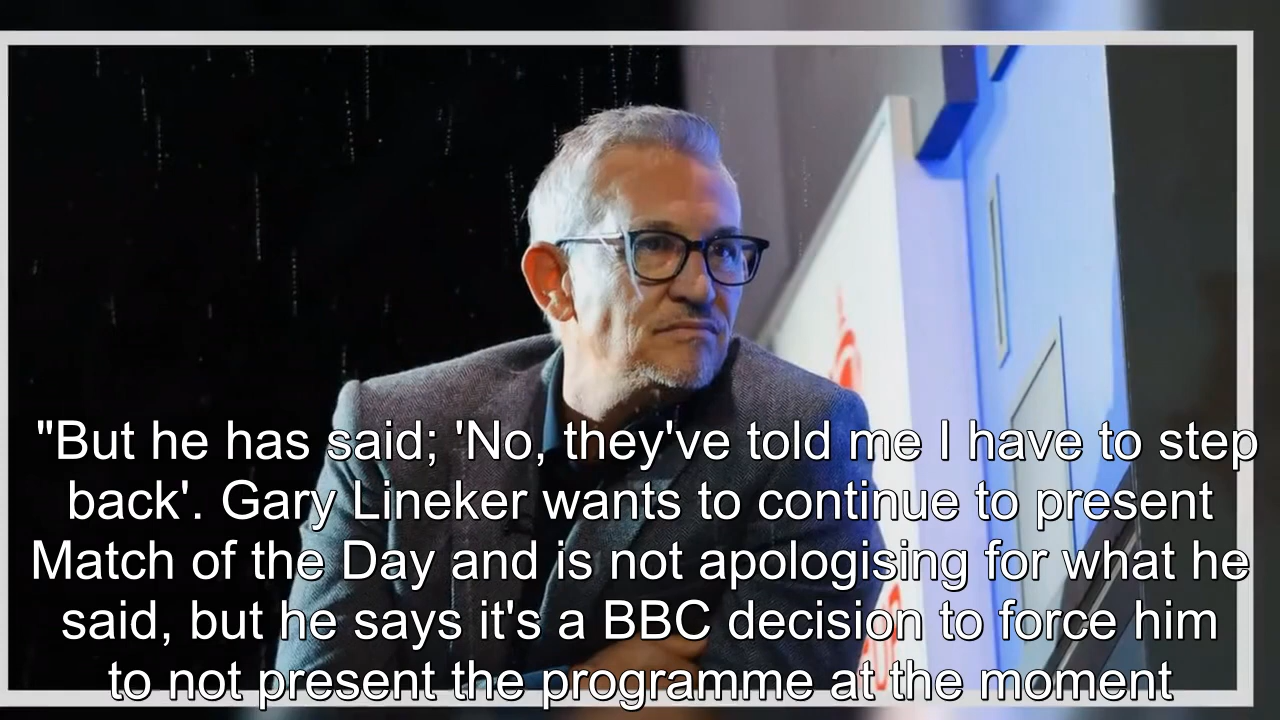 "But he has said; 'No, they've told me I have to step
back'. Gary Lineker wants to continue to present
Match of the Day and is not apologising for what he
said, but he says it's a BBC decision to force him
to not present the programme at the moment